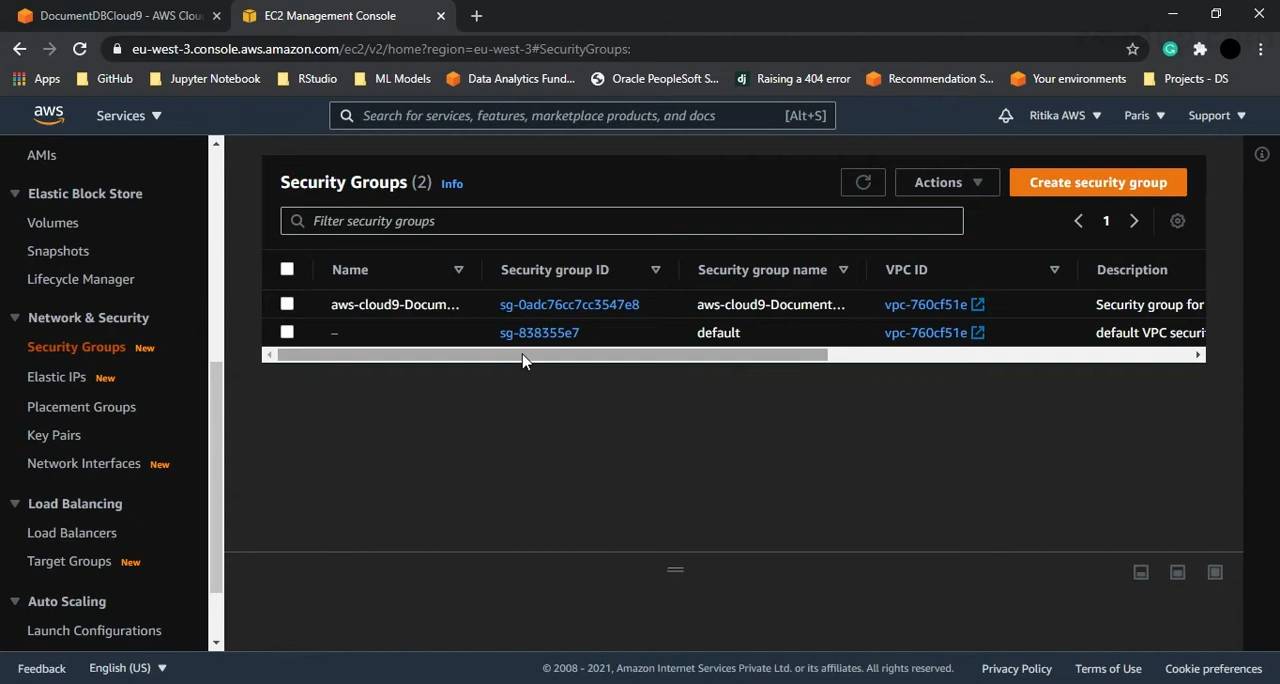 DocumentDBCloud9 - AWS Clou
EC2 Management Console
eu-west-3.console.aws.amazon.com/ec2/v2/home?region=eu-west-3#SecurityGroups:
Apps GitHub Jupyter Notebook RStudio ML Models Data Analytics Fund... Oracle PeopleSoft S... dj Raising a 404 error Recommendation S... Your environments Projects - DS
aws Services Search for services, features, marketplace products, and docs [Alt+S] Ritika AWS Paris Support
AMIs
Elastic Block Store
Volumes
Snapshots
Lifecycle Manager
Network & Security
Security Groups New
Elastic IPs New
Placement Groups
Key Pairs
Network Interfaces New
Load Balancing
Load Balancers
Target Groups New
Auto Scaling
Launch Configurations
Security Groups (2) Info Actions Create security group
Filter security groups 1
Name Security group ID Security group name VPC ID Description
aws-cloud9-Docum... sg-0adc76cc7cc3547e8 aws-cloud9-Document... vpc-760cf51e Security group for
– sg-838355e7 default vpc-760cf51e default VPC securi
Feedback English (US) © 2008 - 2021, Amazon Internet Services Private Ltd. or its affiliates. All rights reserved. Privacy Policy Terms of Use Cookie preferences